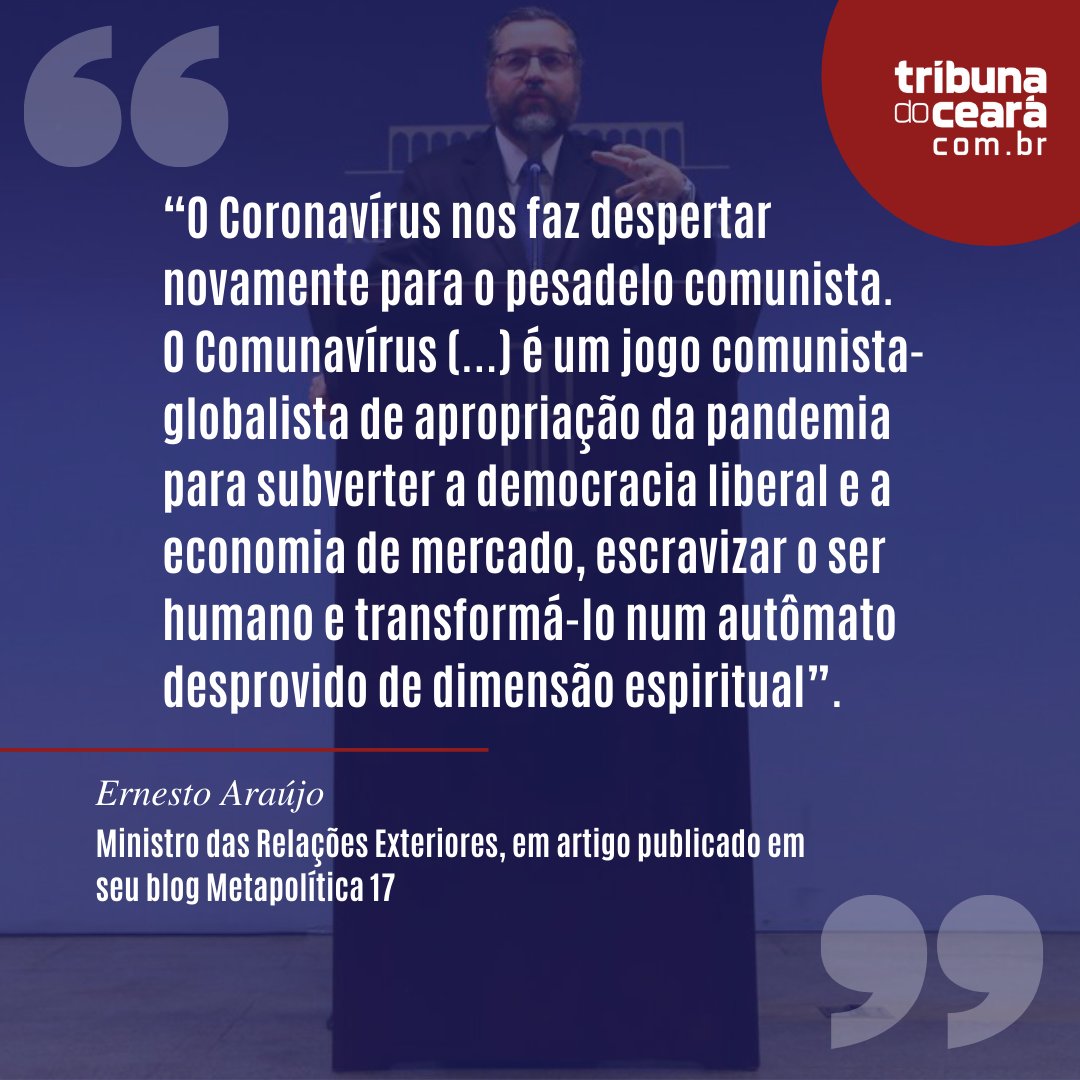 tribuna
do ceará
com.br
“O Coronavírus nos faz despertar
novamente para o pesadelo comunista.
O Comunavírus (...) é um jogo comunista-
globalista de apropriação da pandemia
para subverter a democracia liberal e a
economia de mercado, escravizar o ser
humano e transformá-lo num autômato
desprovido de dimensão espiritual”.
Ernesto Araújo
Ministro das Relações Exteriores, em artigo publicado em
seu blog Metapolítica 17